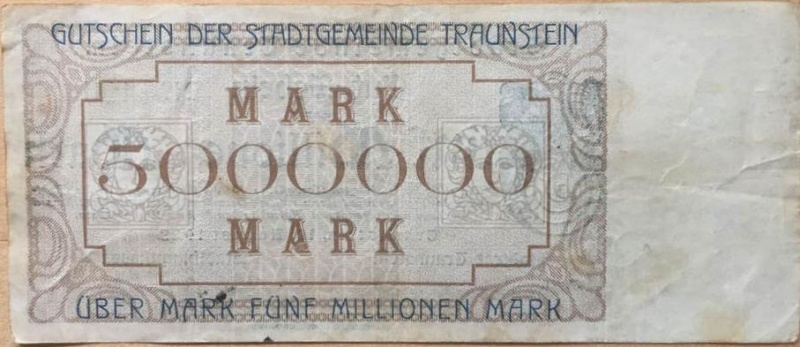 GUTSCHEIN DER STADTGEMEINDE TRAUNSTEIN
MARK
5000000
MARK
ÜBER MARK FÜNF MILLIONEN MARK